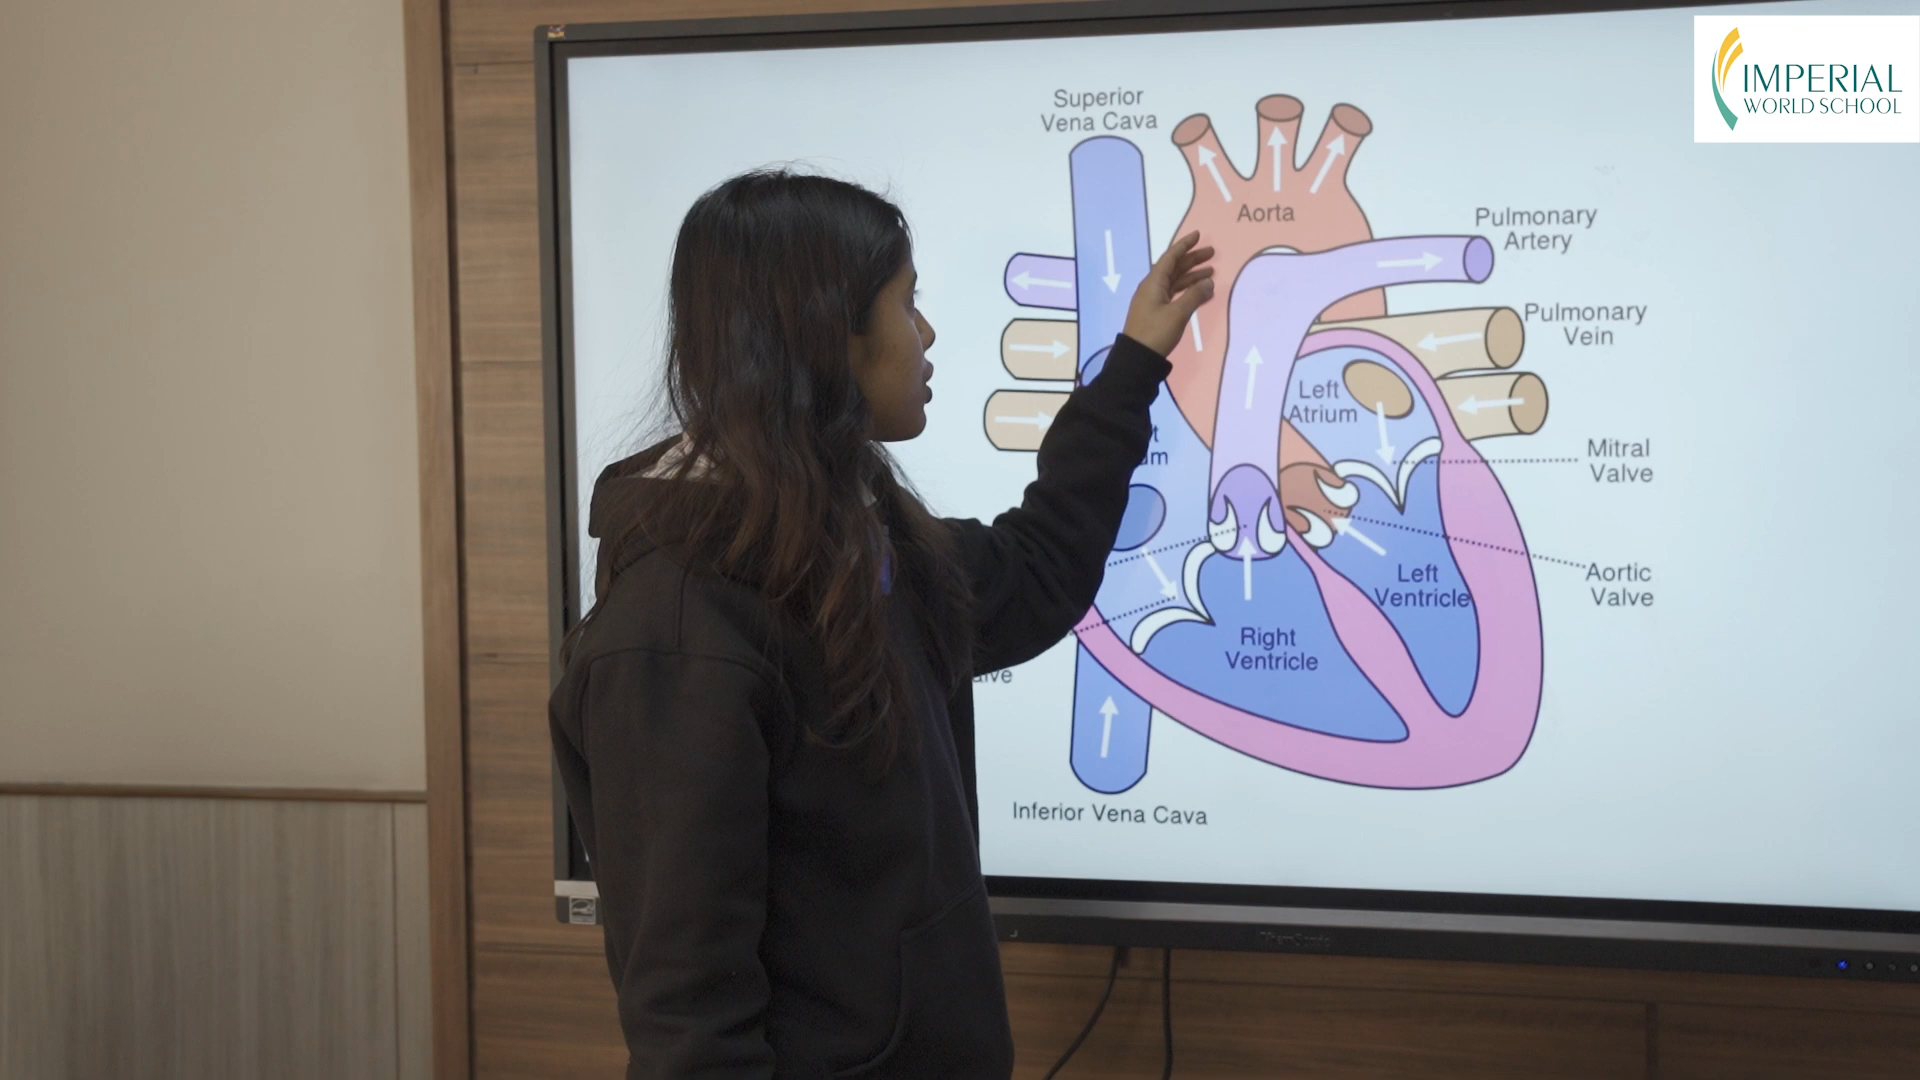 IMPERIAL
WORLD SCHOOL
Superior
Vena Cava
Aorta
Pulmonary
Artery
Pulmonary
Vein
Left
Atrium
Mitral
Valve
Aortic
Valve
Left
Ventricle
Right
Ventricle
Inferior Vena Cava